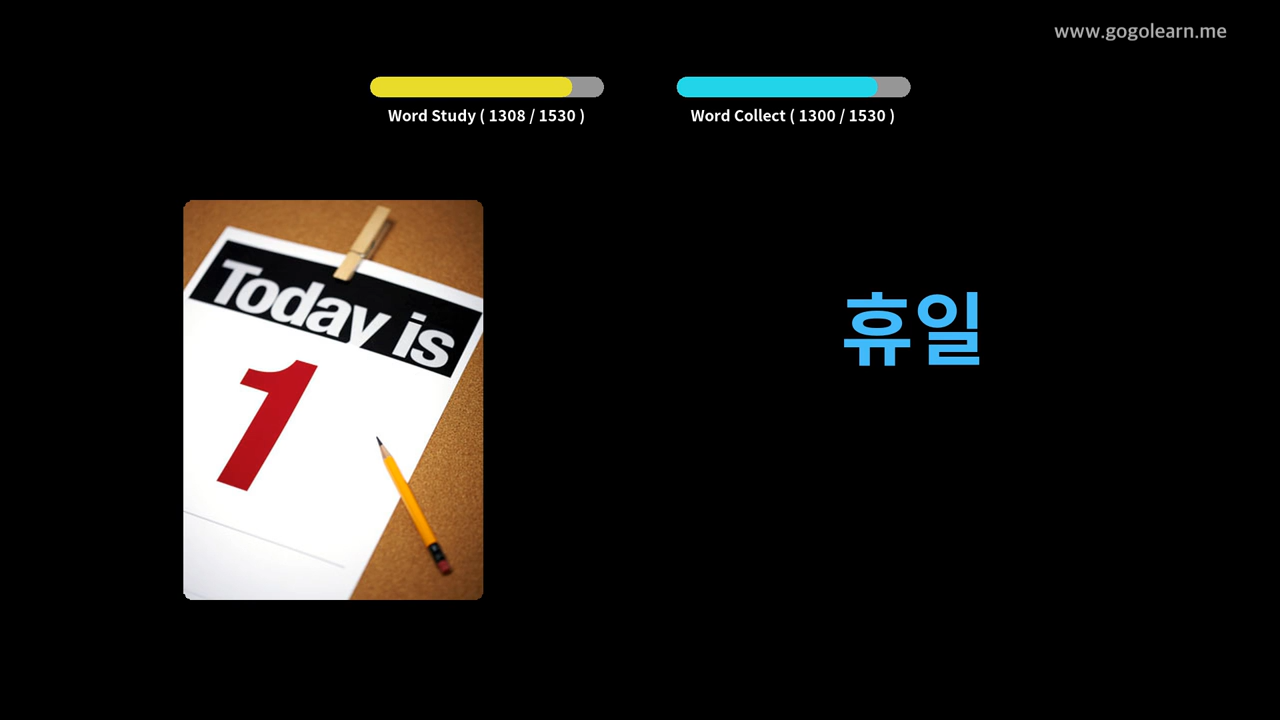 www.gogolearn.me
Word Study ( 1308 / 1530 )
Word Collect ( 1300 / 1530 )
Today is
1
휴일